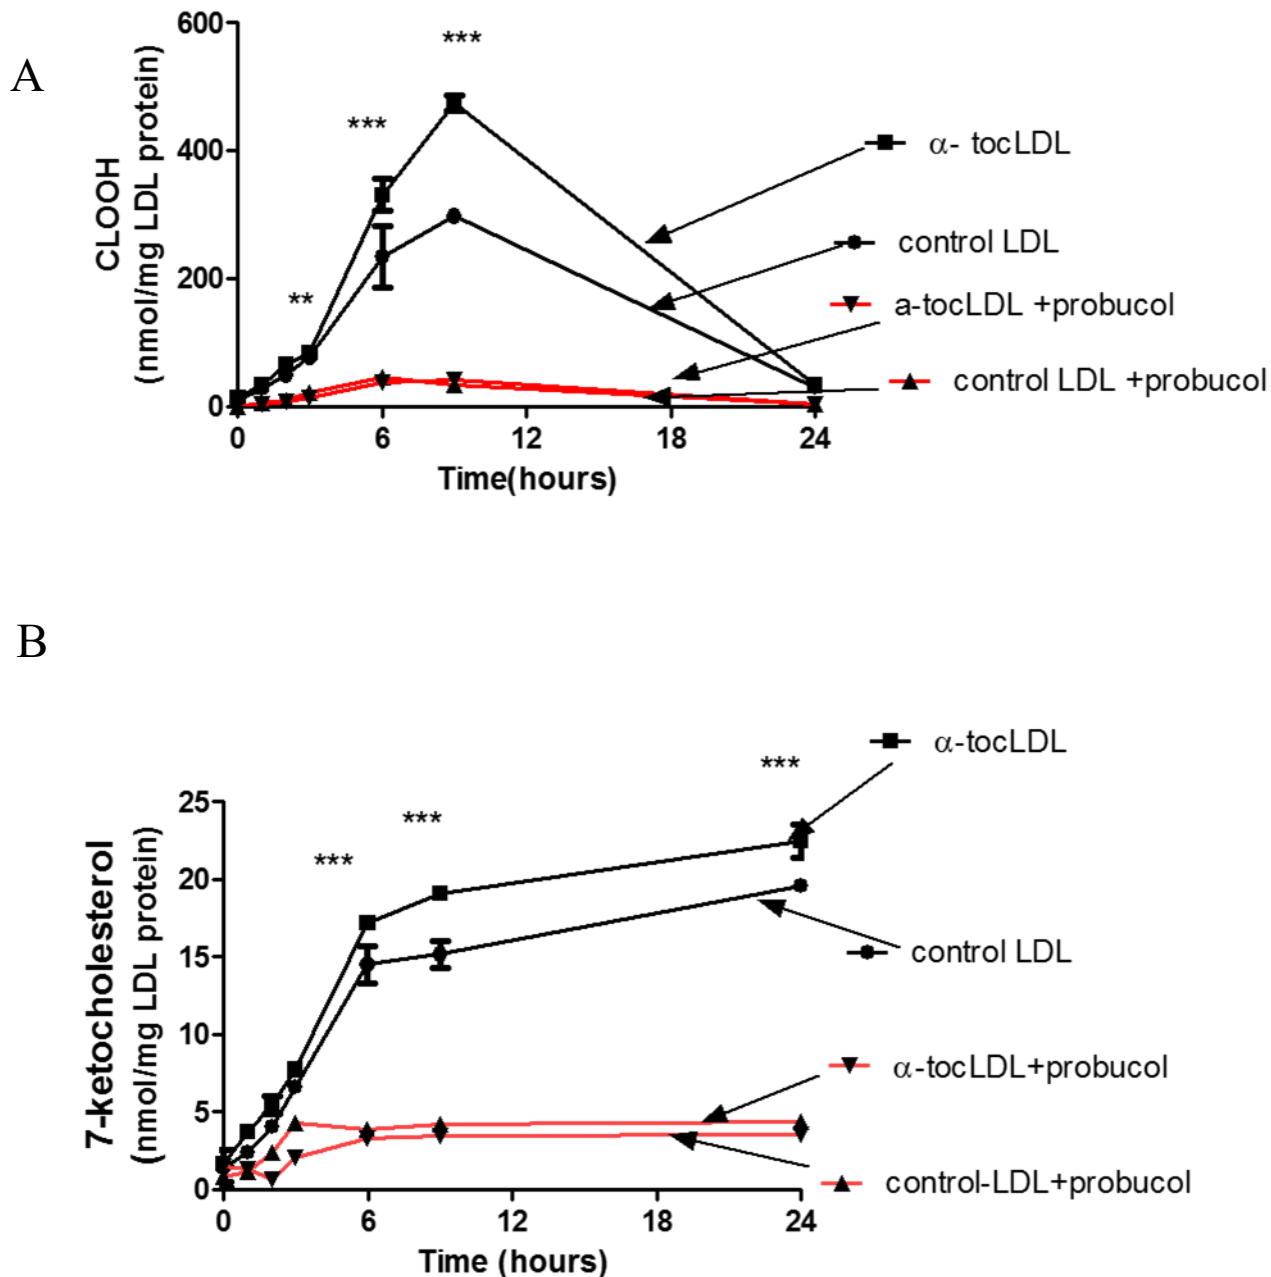 A
CLOOH
(nmol/mg LDL protein)
600
400
200
0
**
***
***
0 6 12 18 24
Time(hours)
α- tocLDL
control LDL
a-tocLDL +probucol
control LDL +probucol
B
7-ketocholesterol
(nmol/mg LDL protein)
25
20
15
10
5
0
***
***
***
0 6 12 18 24
Time (hours)
α-tocLDL
control LDL
α-tocLDL+probucol
control-LDL+probucol